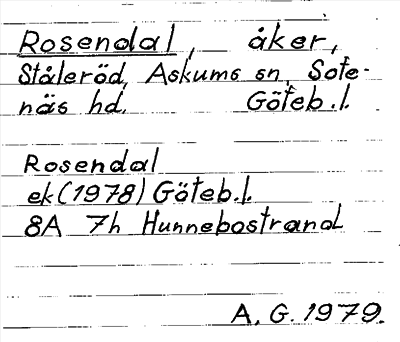 Rosendal, åker,
Ståleröd, Askums sn, Sote-
näs hd. Göteb.l.
Rosendal
ek (1978) Göteb.l.
8A 7h Hunnebostrand
A. G. 1979.